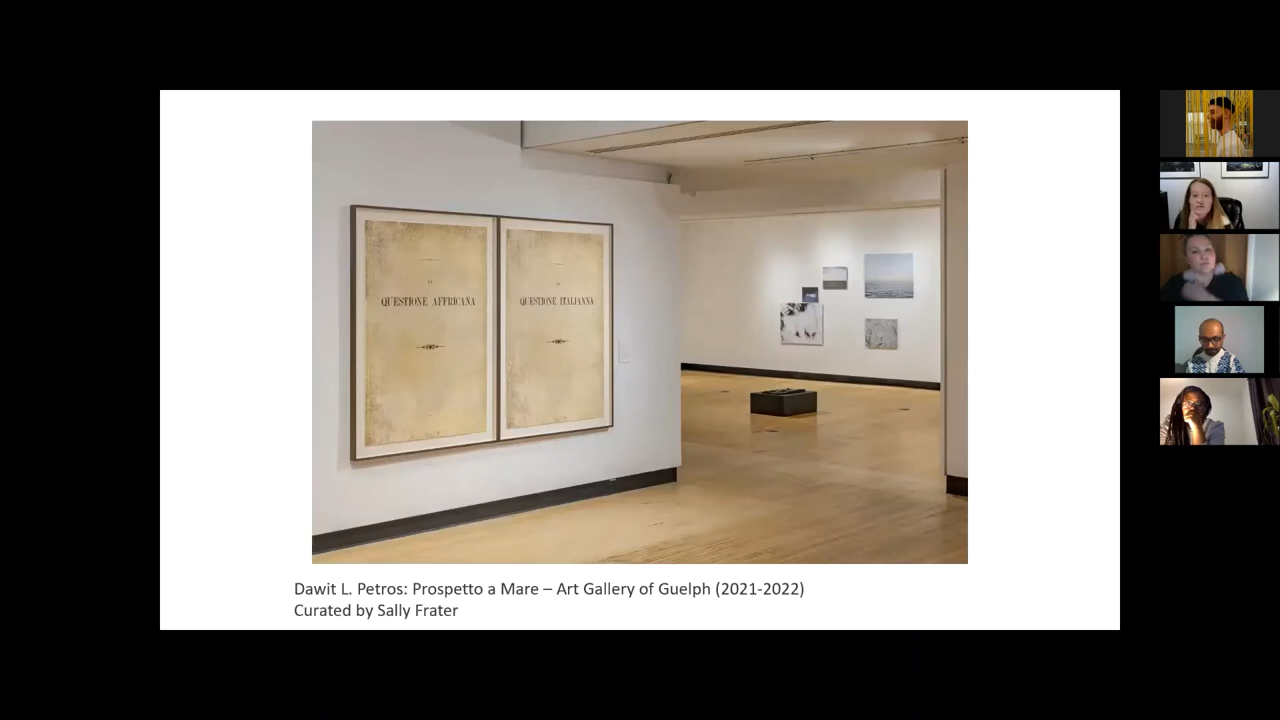 QUESTIONE AFFRICANA
QUESTIONE ITALIANNA
Dawit L. Petros: Prospetto a Mare – Art Gallery of Guelph (2021-2022)
Curated by Sally Frater